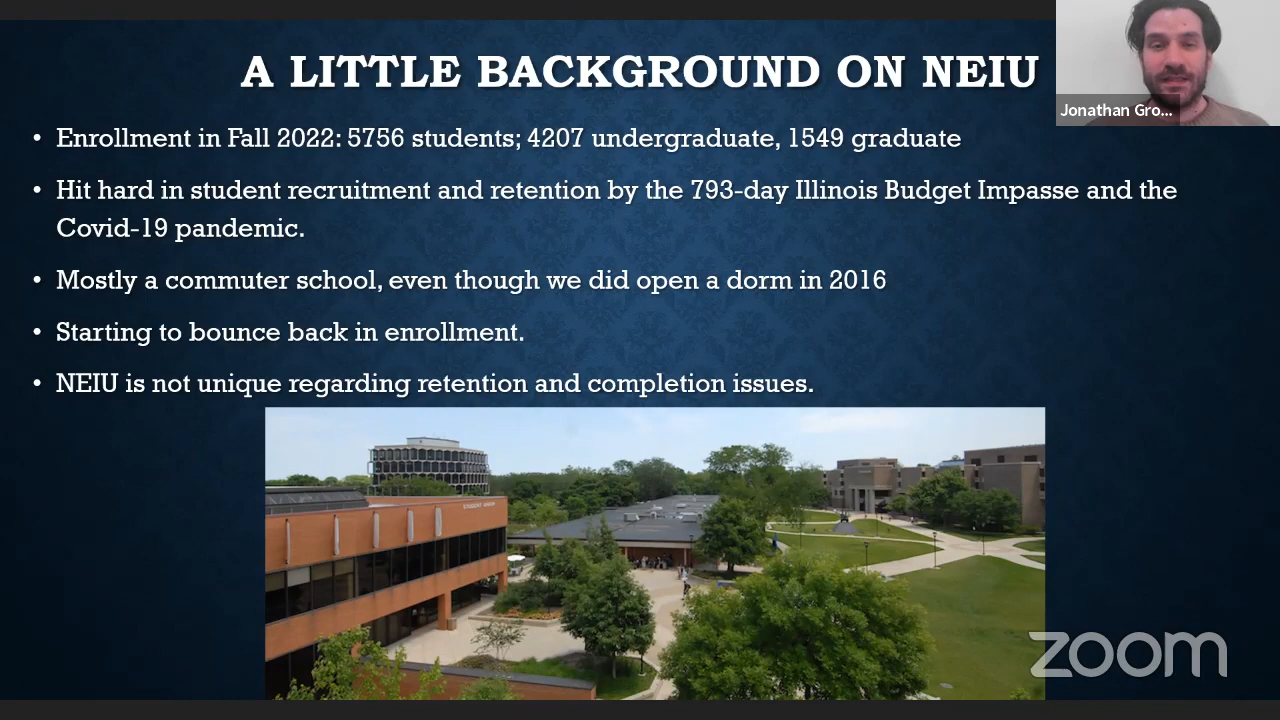 A LITTLE BACKGROUND ON NEIU
Jonathan Gro...
• Enrollment in Fall 2022: 5756 students; 4207 undergraduate, 1549 graduate
• Hit hard in student recruitment and retention by the 793-day Illinois Budget Impasse and the
Covid-19 pandemic.
• Mostly a commuter school, even though we did open a dorm in 2016
• Starting to bounce back in enrollment.
• NEIU is not unique regarding retention and completion issues.
STUDENT UNION
zoom